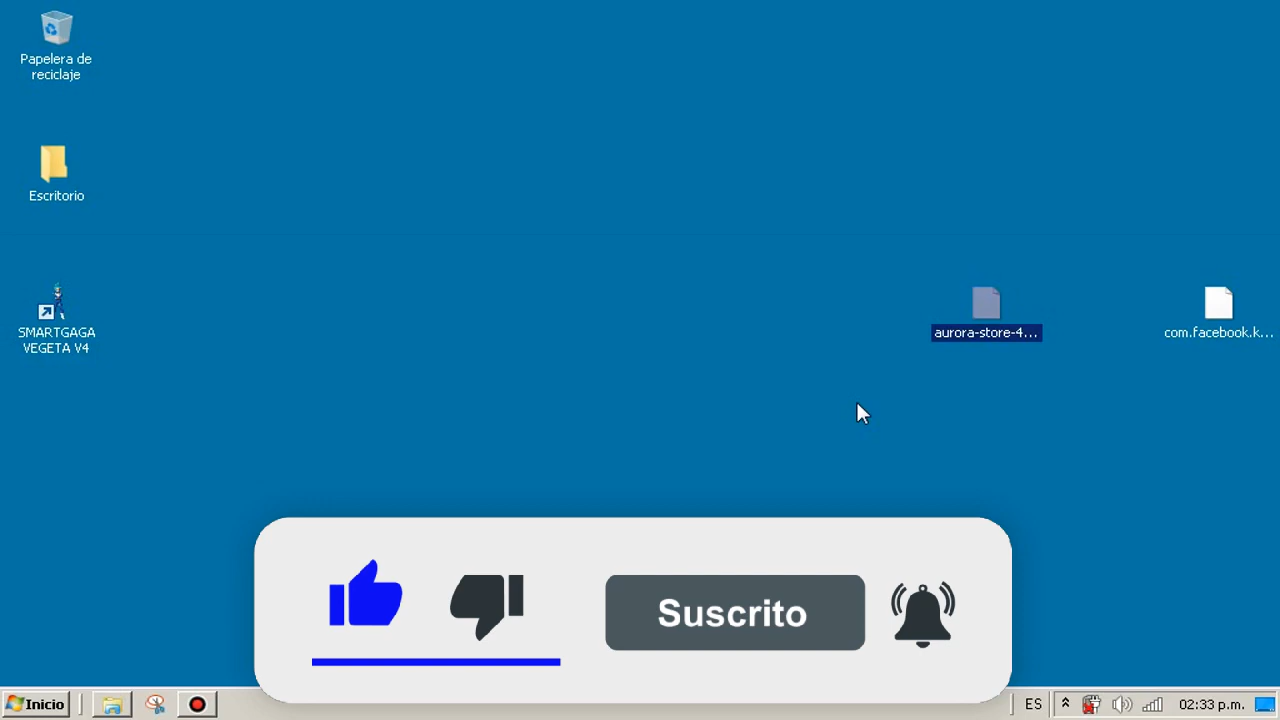 Papelera de
reciclaje
Escritorio
SMARTGAGA
VEGETA V4
aurora-store-4...
com.facebook.k...
Suscrito
Inicio
ES
02:33 p.m.